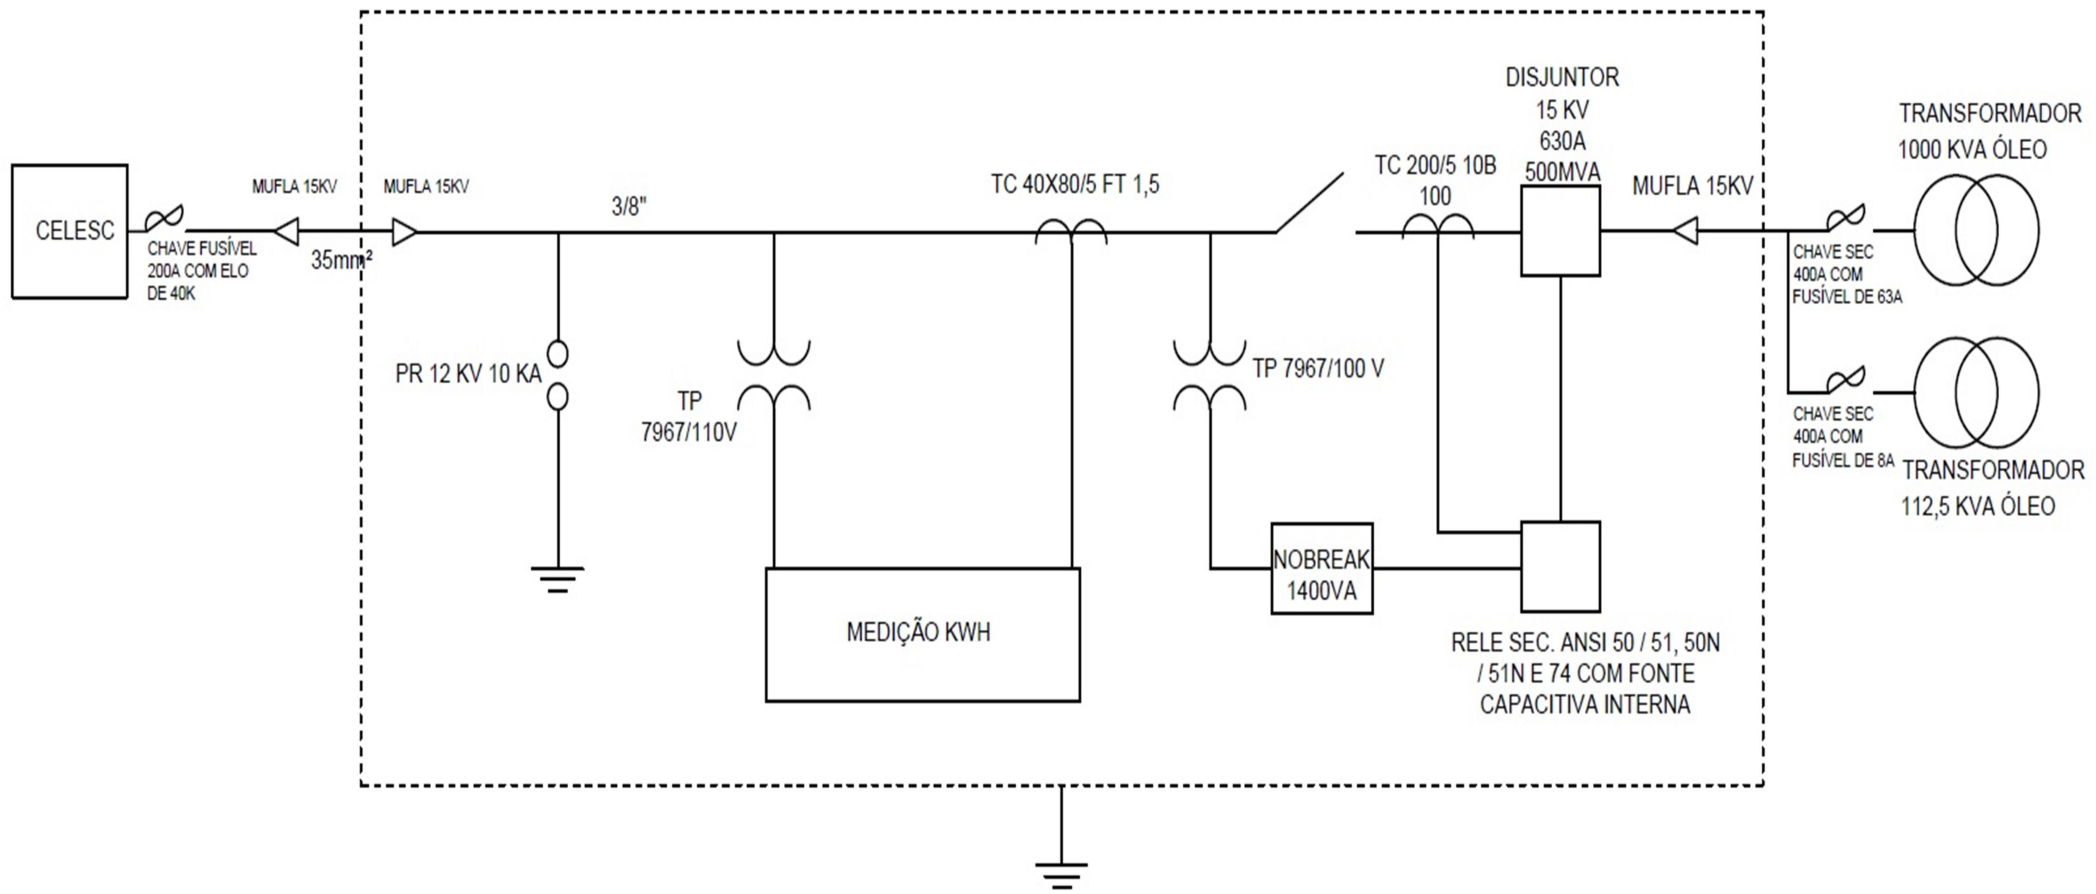 CELESC
CHAVE FUSÍVEL
200A COM ELO
DE 40K
MUFLA 15KV
35mm²
MUFLA 15KV
3/8"
PR 12 KV 10 KA
TP
7967/110V
TC 40X80/5 FT 1,5
MEDIÇÃO KWH
TP 7967/100 V
NOBREAK
1400VA
TC 200/5 10B
100
DISJUNTOR
15 KV
630A
500MVA
RELE SEC. ANSI 50 / 51, 50N
/ 51N E 74 COM FONTE
CAPACITIVA INTERNA
MUFLA 15KV
CHAVE SEC
400A COM
FUSÍVEL DE 63A
TRANSFORMADOR
1000 KVA ÓLEO
CHAVE SEC
400A COM
FUSÍVEL DE 8A
TRANSFORMADOR
112,5 KVA ÓLEO